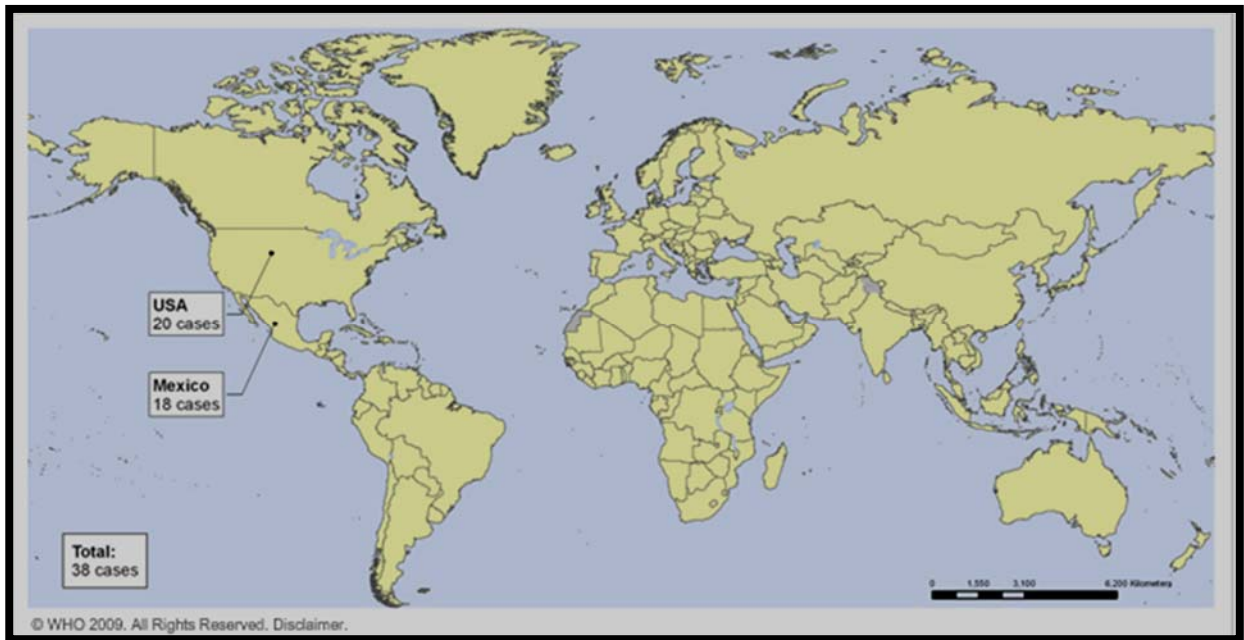 USA
20 cases
Mexico
18 cases
Total:
38 cases
0 1,550 3,100 6,200 Kilometers
© WHO 2009. All Rights Reserved. Disclaimer.